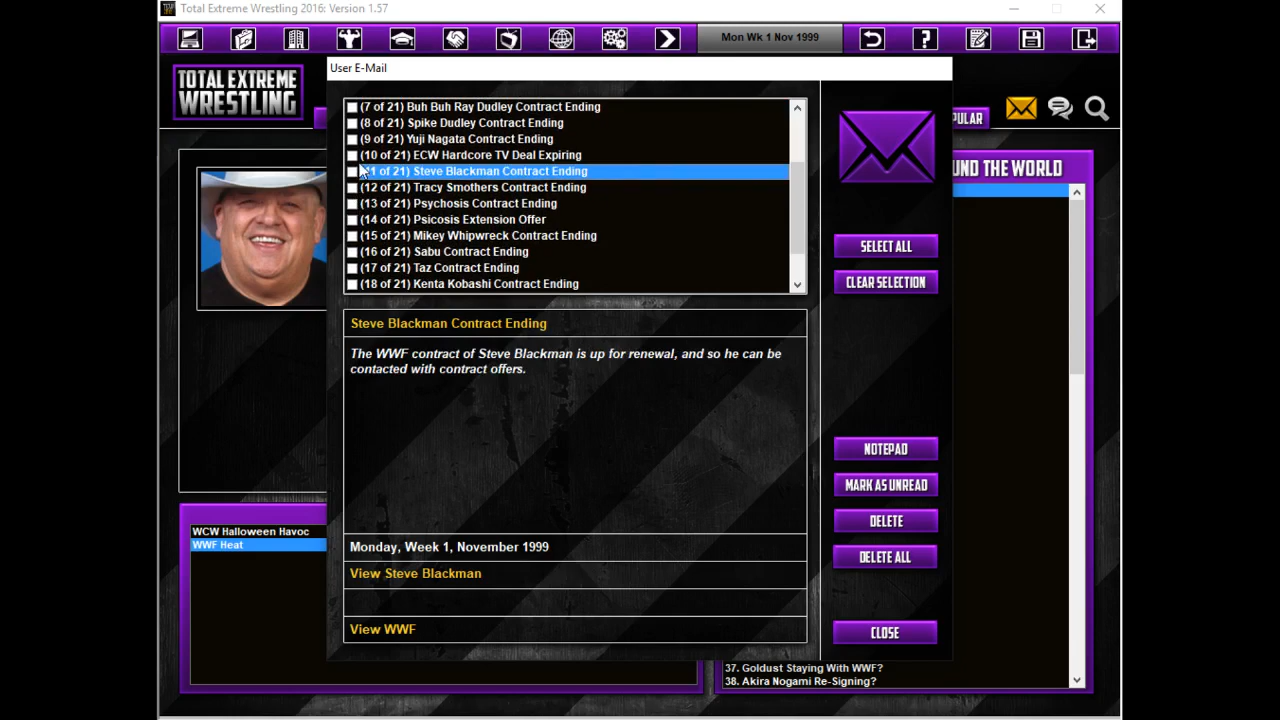 Total Extreme Wrestling 2016: Version 1.57
Mon Wk 1 Nov 1999
?
TOTAL EXTREME
WRESTLING
User E-Mail
(7 of 21) Buh Buh Ray Dudley Contract Ending
(8 of 21) Spike Dudley Contract Ending
(9 of 21) Yuji Nagata Contract Ending
(10 of 21) ECW Hardcore TV Deal Expiring
of 21) Steve Blackman Contract Ending
(12 of 21) Tracy Smothers Contract Ending
(13 of 21) Psychosis Contract Ending
(14 of 21) Psicosis Extension Offer
(15 of 21) Mikey Whipwreck Contract Ending
(16 of 21) Sabu Contract Ending
(17 of 21) Taz Contract Ending
(18 of 21) Kenta Kobashi Contract Ending
Steve Blackman Contract Ending
The WWF contract of Steve Blackman is up for renewal, and so he can be
contacted with contract offers.
Monday, Week 1, November 1999
View Steve Blackman
View WWF
SELECT ALL
CLEAR SELECTION
NOTEPAD
MARK AS UNREAD
DELETE
DELETE ALL
CLOSE
PULAR
UND THE WORLD
WCW Halloween Havoc
WWF Heat
37. Goldust Staying With WWF?
38. Akira Nogami Re-Signing?